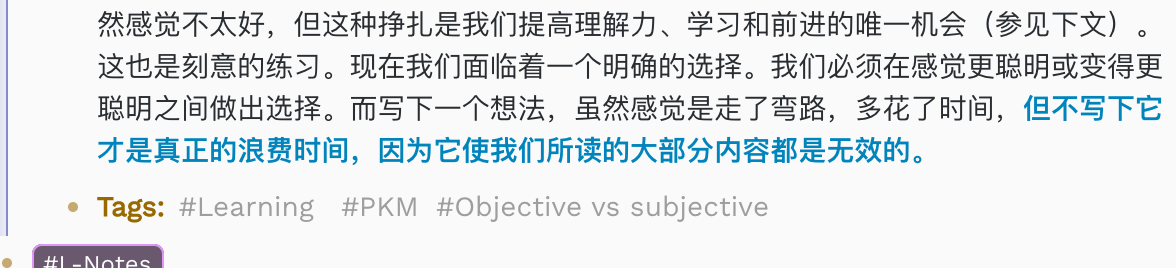 然感觉不太好，但这种挣扎是我们提高理解力、学习和前进的唯一机会（参见下文）。
这也是刻意的练习。现在我们面临着一个明确的选择。我们必须在感觉更聪明或变得更
聪明之间做出选择。而写下一个想法，虽然感觉是走了弯路，多花了时间，但不写下它
才是真正的浪费时间，因为它使我们所读的大部分内容都是无效的。
Tags: #Learning #PKM #Objective vs subjective
#L-Notes